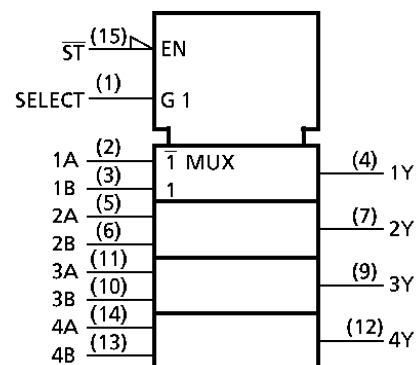 S̅T̅ (15) EN
SELECT (1) G 1
1A (2) 1̅ MUX (4) 1Y
1B (3) 1
2A (5) (7) 2Y
2B (6)
3A (11) (9) 3Y
3B (10)
4A (14) (12) 4Y
4B (13)